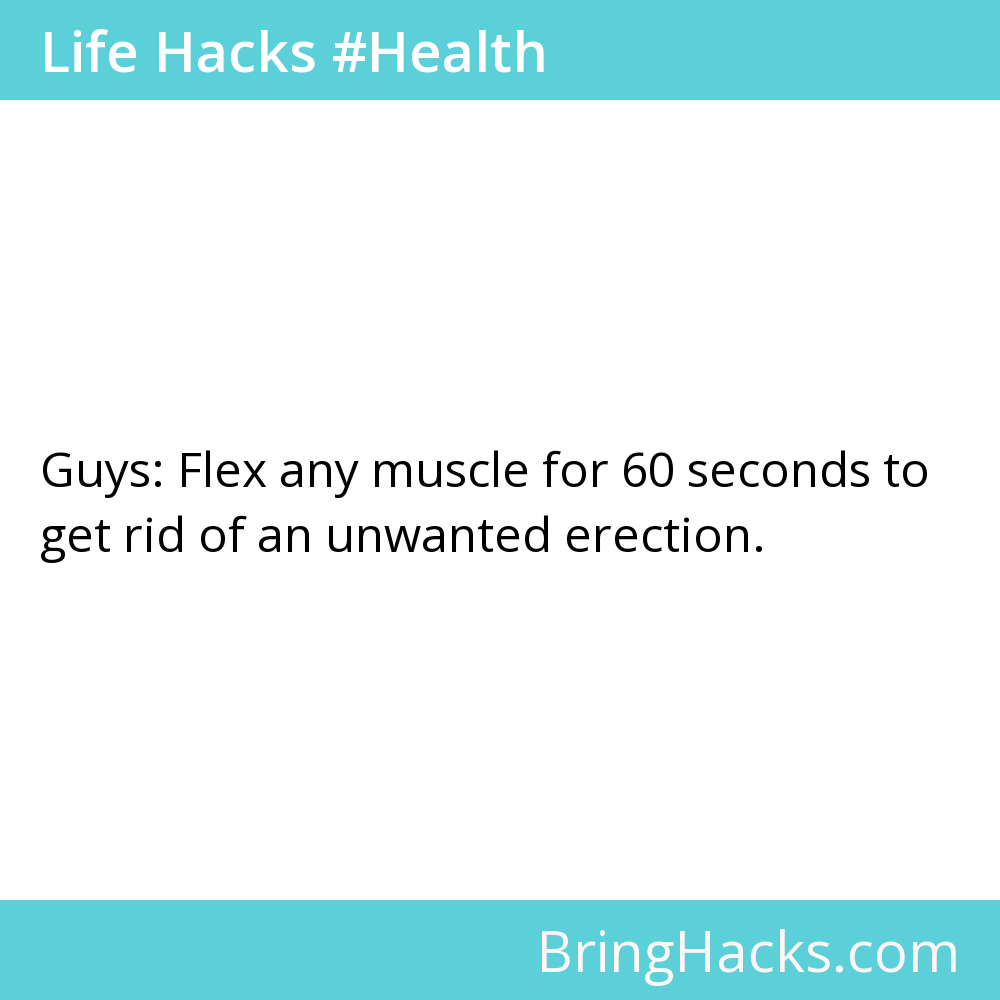 Life Hacks #Health
Guys: Flex any muscle for 60 seconds to
get rid of an unwanted erection.
BringHacks.com